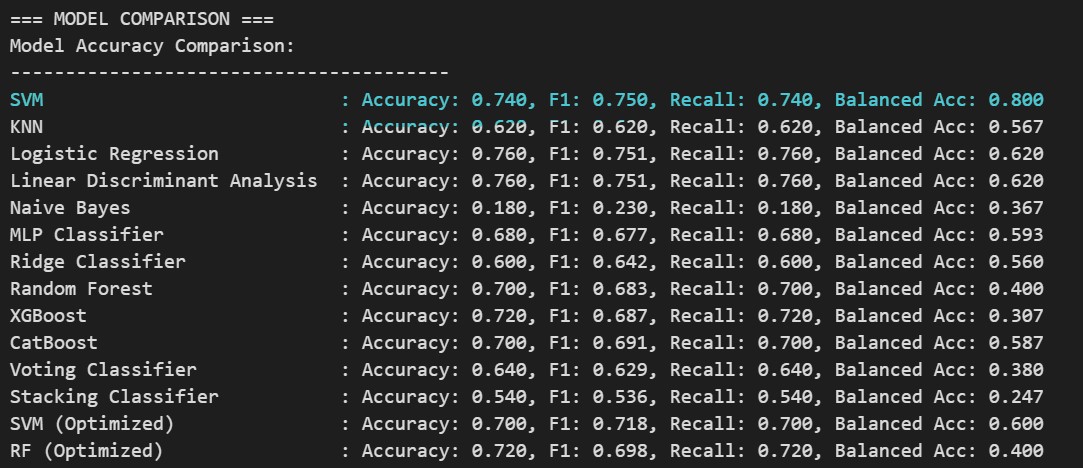 === MODEL COMPARISON ===
Model Accuracy Comparison:
----------------------------------------
SVM                           : Accuracy: 0.740, F1: 0.750, Recall: 0.740, Balanced Acc: 0.800
KNN                           : Accuracy: 0.620, F1: 0.620, Recall: 0.620, Balanced Acc: 0.567
Logistic Regression           : Accuracy: 0.760, F1: 0.751, Recall: 0.760, Balanced Acc: 0.620
Linear Discriminant Analysis  : Accuracy: 0.760, F1: 0.751, Recall: 0.760, Balanced Acc: 0.620
Naive Bayes                   : Accuracy: 0.180, F1: 0.230, Recall: 0.180, Balanced Acc: 0.367
MLP Classifier                : Accuracy: 0.680, F1: 0.677, Recall: 0.680, Balanced Acc: 0.593
Ridge Classifier              : Accuracy: 0.600, F1: 0.642, Recall: 0.600, Balanced Acc: 0.560
Random Forest                 : Accuracy: 0.700, F1: 0.683, Recall: 0.700, Balanced Acc: 0.400
XGBoost                       : Accuracy: 0.720, F1: 0.687, Recall: 0.720, Balanced Acc: 0.307
CatBoost                      : Accuracy: 0.700, F1: 0.691, Recall: 0.700, Balanced Acc: 0.587
Voting Classifier             : Accuracy: 0.640, F1: 0.629, Recall: 0.640, Balanced Acc: 0.380
Stacking Classifier           : Accuracy: 0.540, F1: 0.536, Recall: 0.540, Balanced Acc: 0.247
SVM (Optimized)               : Accuracy: 0.700, F1: 0.718, Recall: 0.700, Balanced Acc: 0.600
RF (Optimized)                : Accuracy: 0.720, F1: 0.698, Recall: 0.720, Balanced Acc: 0.400